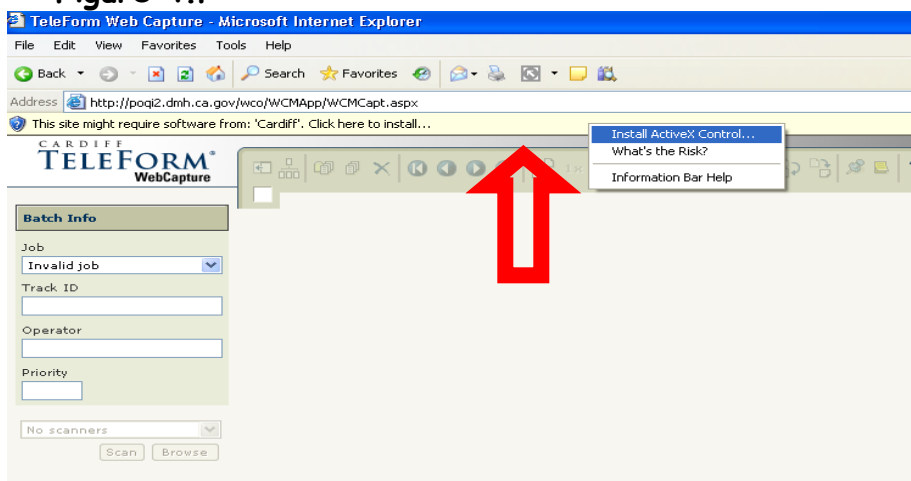 TeleForm Web Capture - Microsoft Internet Explorer
File Edit View Favorites Tools Help
Back Search Favorites
Address http://poqi2.dmh.ca.gov/wco/WCMApp/WCMCapt.aspx
This site might require software from: 'Cardiff'. Click here to install...
Install ActiveX Control...
What's the Risk?
Information Bar Help
CARDIFF
TELEFORM®
WebCapture
Batch Info
Job
Invalid job
Track ID
Operator
Priority
No scanners
Scan Browse